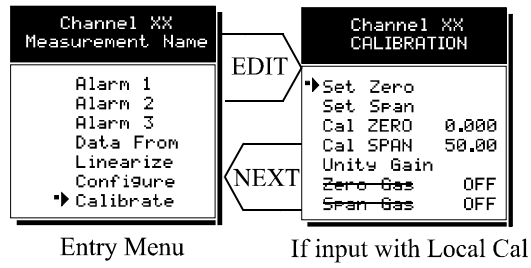 Channel XX
Measurement Name
Alarm 1
Alarm 2
Alarm 3
Data From
Linearize
Configure
Calibrate
Entry Menu
EDIT
NEXT
Channel XX
CALIBRATION
Set Zero
Set Span
Cal ZERO 0.000
Cal SPAN 50.00
Unity Gain
Zero Gas OFF
Span Gas OFF
If input with Local Cal